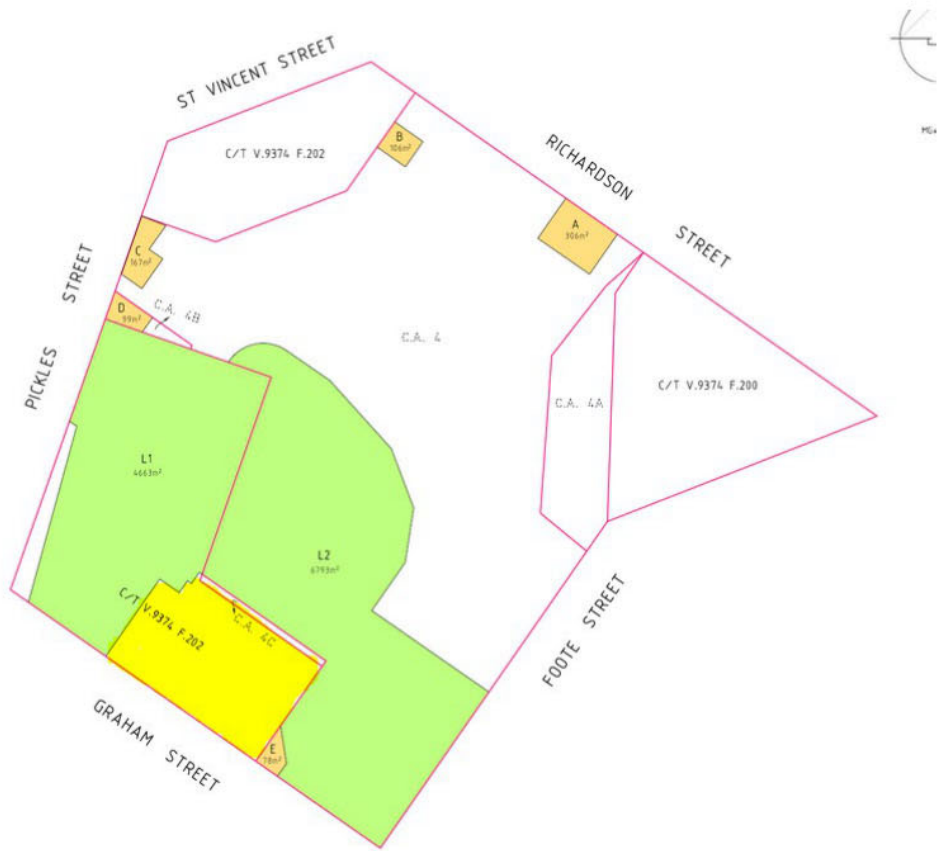 ST VINCENT STREET
C/T V.9374 F.202
B
106m²
RICHARDSON
STREET
A
306m²
C
167m²
STREET
PICKLES
D
99m²
C.A. 4B
C.A. 4
C/T V.9374 F.200
C.A. 4A
L1
4663m²
L2
6793m²
C/T V.9374 F.202
C.A. 4C
FOOTE STREET
GRAHAM STREET
E
78m²